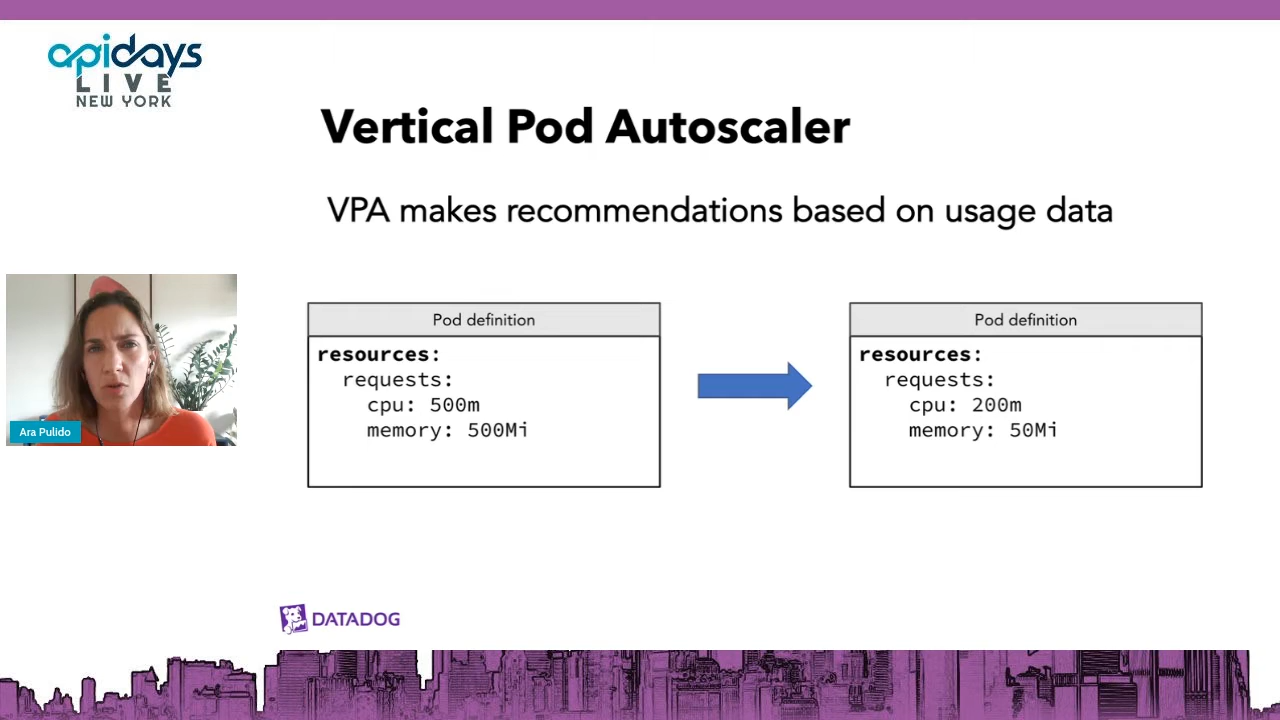 apidays
LIVE
NEW YORK
Vertical Pod Autoscaler
VPA makes recommendations based on usage data
Pod definition
resources:
requests:
cpu: 500m
memory: 500Mi
Pod definition
resources:
requests:
cpu: 200m
memory: 50Mi
Ara Pulido
DATADOG